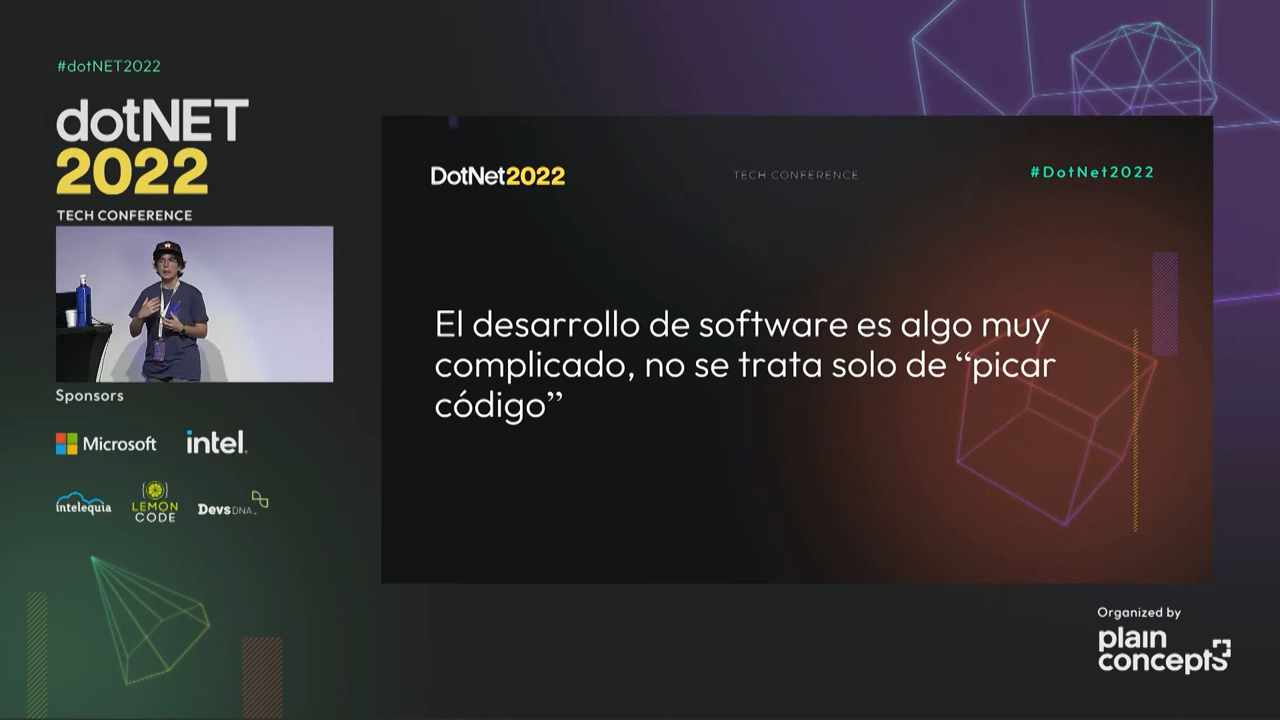 #dotNET2022
dotNET
2022
TECH CONFERENCE
Sponsors
Microsoft
intel.
intelequia
LEMON
CODE
DevsDNA
DotNet2022
TECH CONFERENCE
#DotNet2022
El desarrollo de software es algo muy
complicado, no se trata solo de “picar
código”
Organized by
plain
concepts